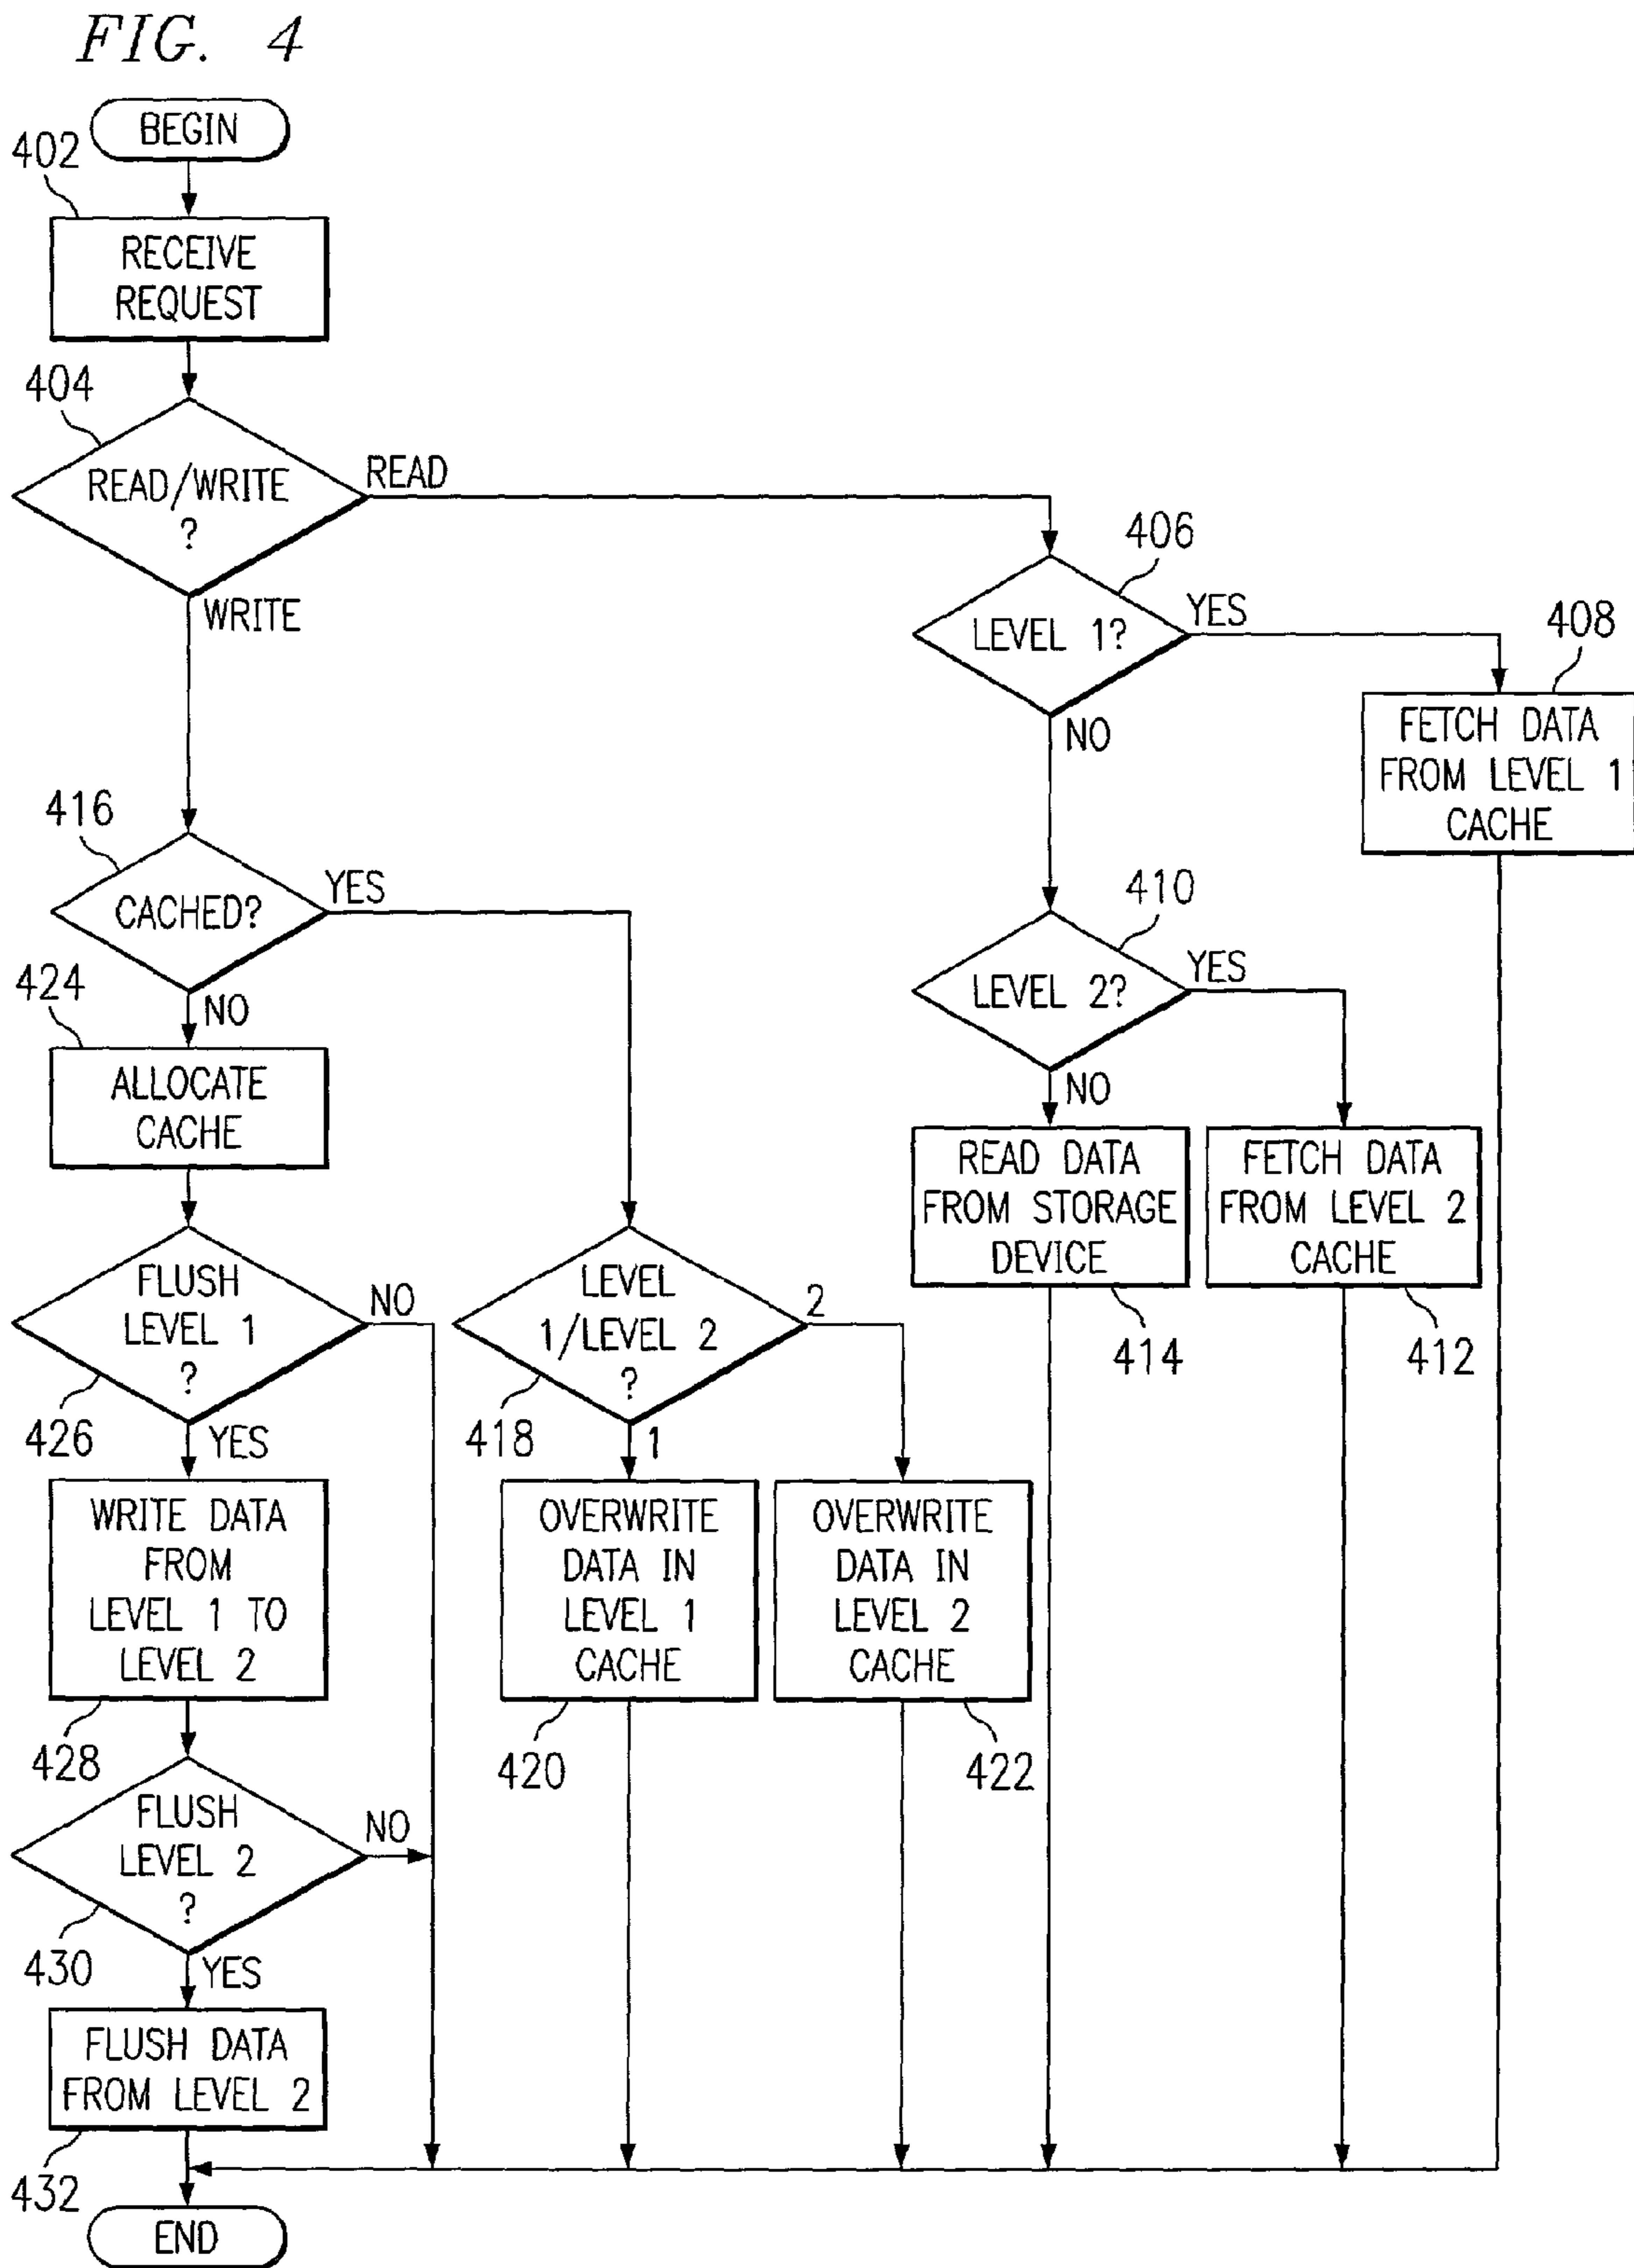 FIG. 4
BEGIN
402
RECEIVE
REQUEST
404
READ/WRITE
?
READ
WRITE
406
LEVEL 1?
YES
NO
408
FETCH DATA
FROM LEVEL 1
CACHE
416
CACHED?
YES
NO
410
LEVEL 2?
YES
NO
424
ALLOCATE
CACHE
READ DATA
FROM STORAGE
DEVICE
414
FETCH DATA
FROM LEVEL 2
CACHE
412
FLUSH
LEVEL 1
?
NO
426
YES
LEVEL
1/LEVEL 2
?
2
418
1
WRITE DATA
FROM
LEVEL 1 TO
LEVEL 2
428
OVERWRITE
DATA IN
LEVEL 1
CACHE
420
OVERWRITE
DATA IN
LEVEL 2
CACHE
422
FLUSH
LEVEL 2
?
NO
430
YES
FLUSH DATA
FROM LEVEL 2
432
END